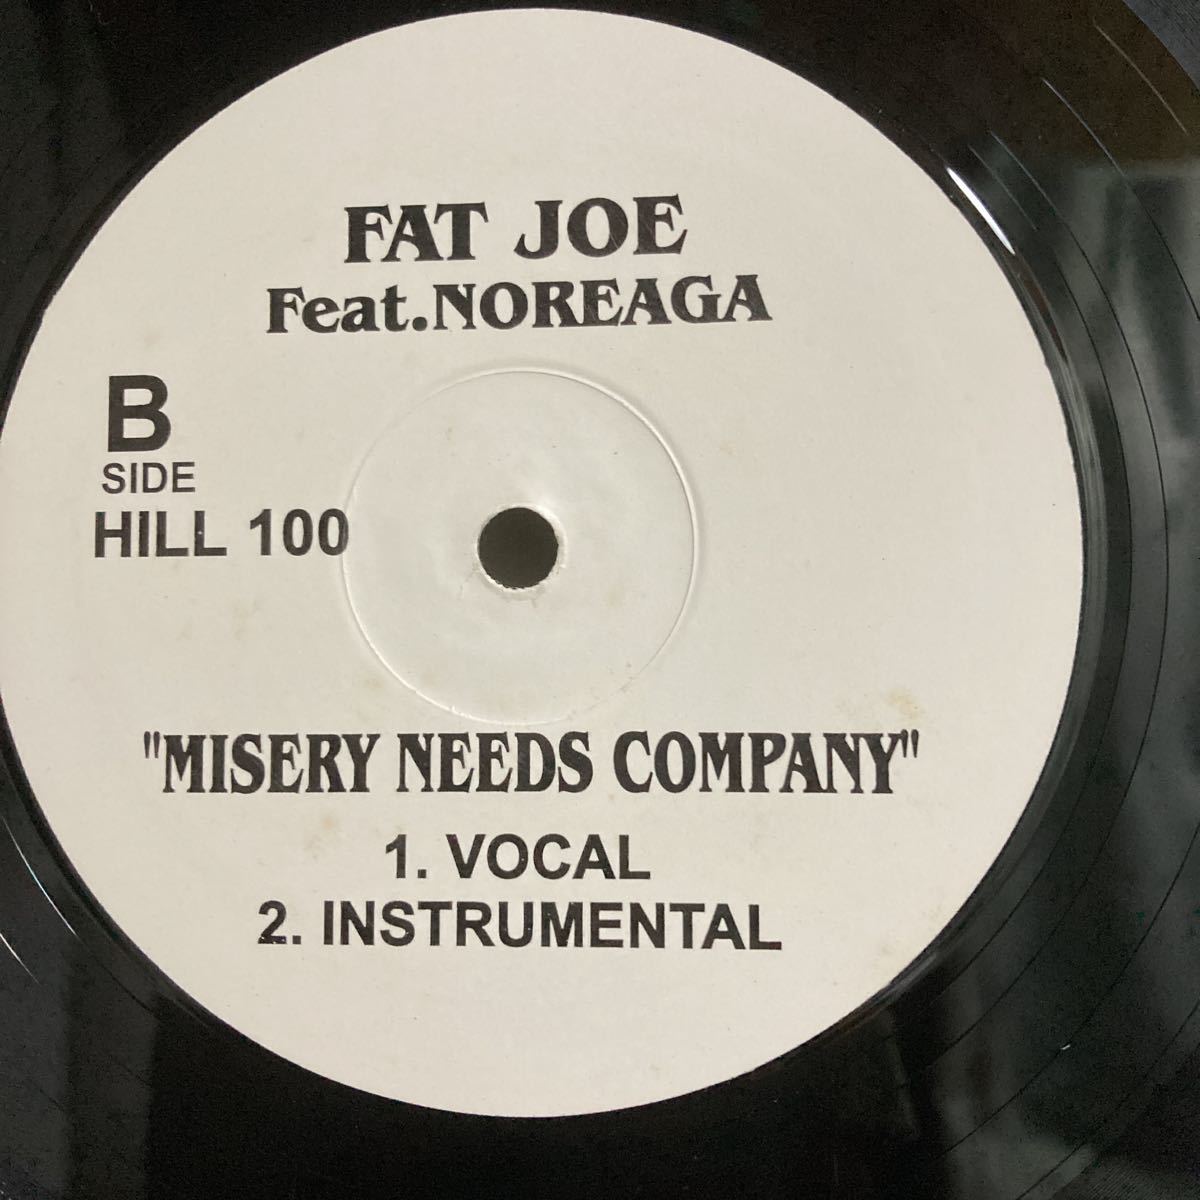 FAT JOE
Feat.NOREAGA
B
SIDE
HILL 100
"MISERY NEEDS COMPANY"
1. VOCAL
2. INSTRUMENTAL